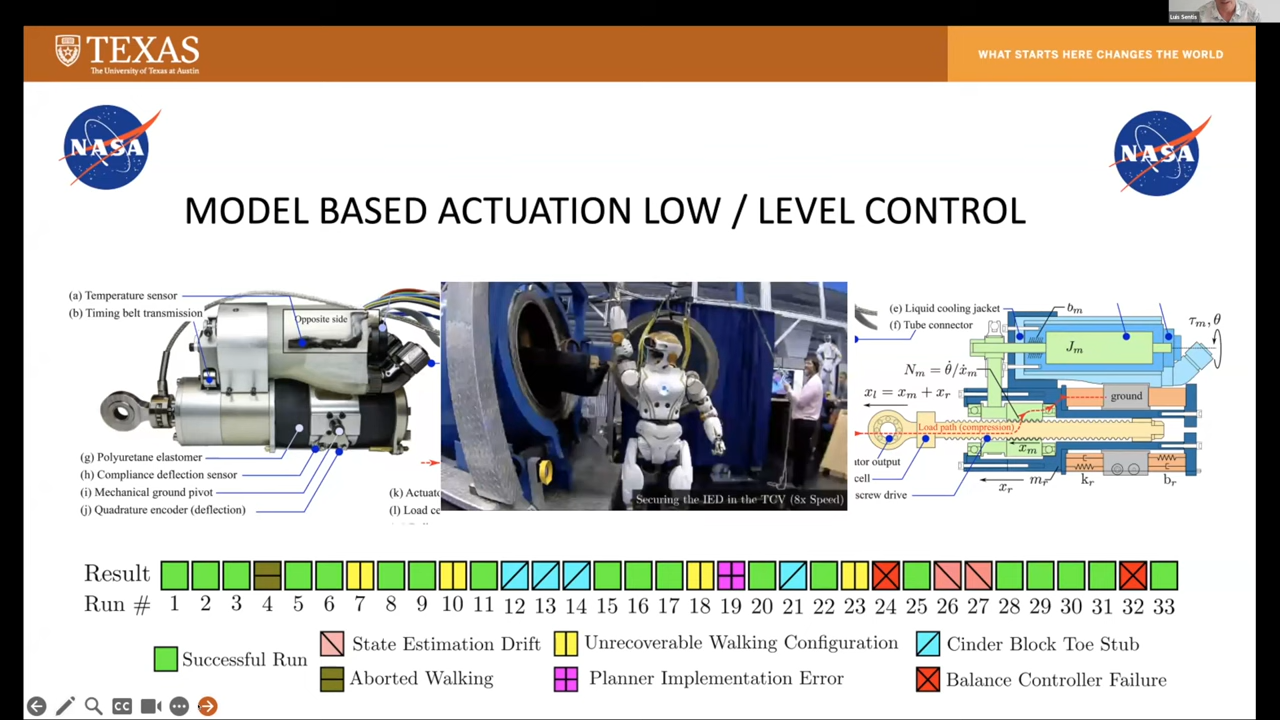 Luis Sentis
TEXAS
The University of Texas at Austin
WHAT STARTS HERE CHANGES THE WORLD
NASA
NASA
MODEL BASED ACTUATION LOW / LEVEL CONTROL
(a) Temperature sensor
(b) Timing belt transmission
Opposite side
(g) Polyuretane elastomer
(h) Compliance deflection sensor
(i) Mechanical ground pivot
(j) Quadrature encoder (deflection)
(k) Actuato
(l) Load ce
Securing the IED in the TCV (8x Speed)
(e) Liquid cooling jacket
(f) Tube connector
b_m
J_m
τ_m, θ
N_m = θ̇/ẋ_m
x_l = x_m + x_r
ground
Load path (compression)
x_m
ator output
cell
screw drive
x_r
m_r
k_r
b_r
Result
Run # 1 2 3 4 5 6 7 8 9 10 11 12 13 14 15 16 17 18 19 20 21 22 23 24 25 26 27 28 29 30 31 32 33
Successful Run
State Estimation Drift
Unrecoverable Walking Configuration
Cinder Block Toe Stub
Aborted Walking
Planner Implementation Error
Balance Controller Failure
CC